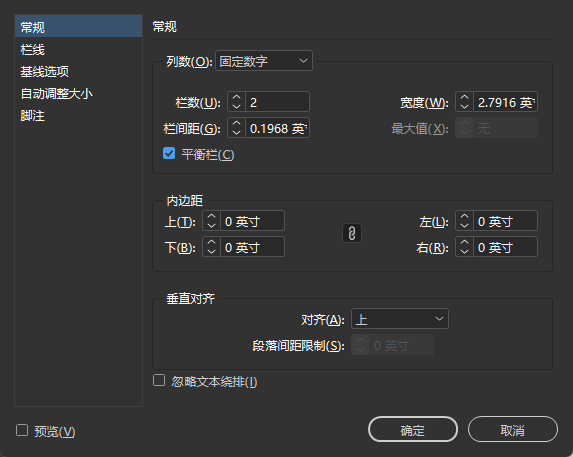 常规
栏线
基线选项
自动调整大小
脚注
常规
列数(O): 固定数字
栏数(U): 2 宽度(W): 2.7916 英寸
栏间距(G): 0.1968 英寸 最大值(X): 无
平衡栏(C)
内边距
上(T): 0 英寸 左(L): 0 英寸
下(B): 0 英寸 右(R): 0 英寸
垂直对齐
对齐(A): 上
段落间距限制(S): 0 英寸
忽略文本绕排(I)
预览(V) 确定 取消